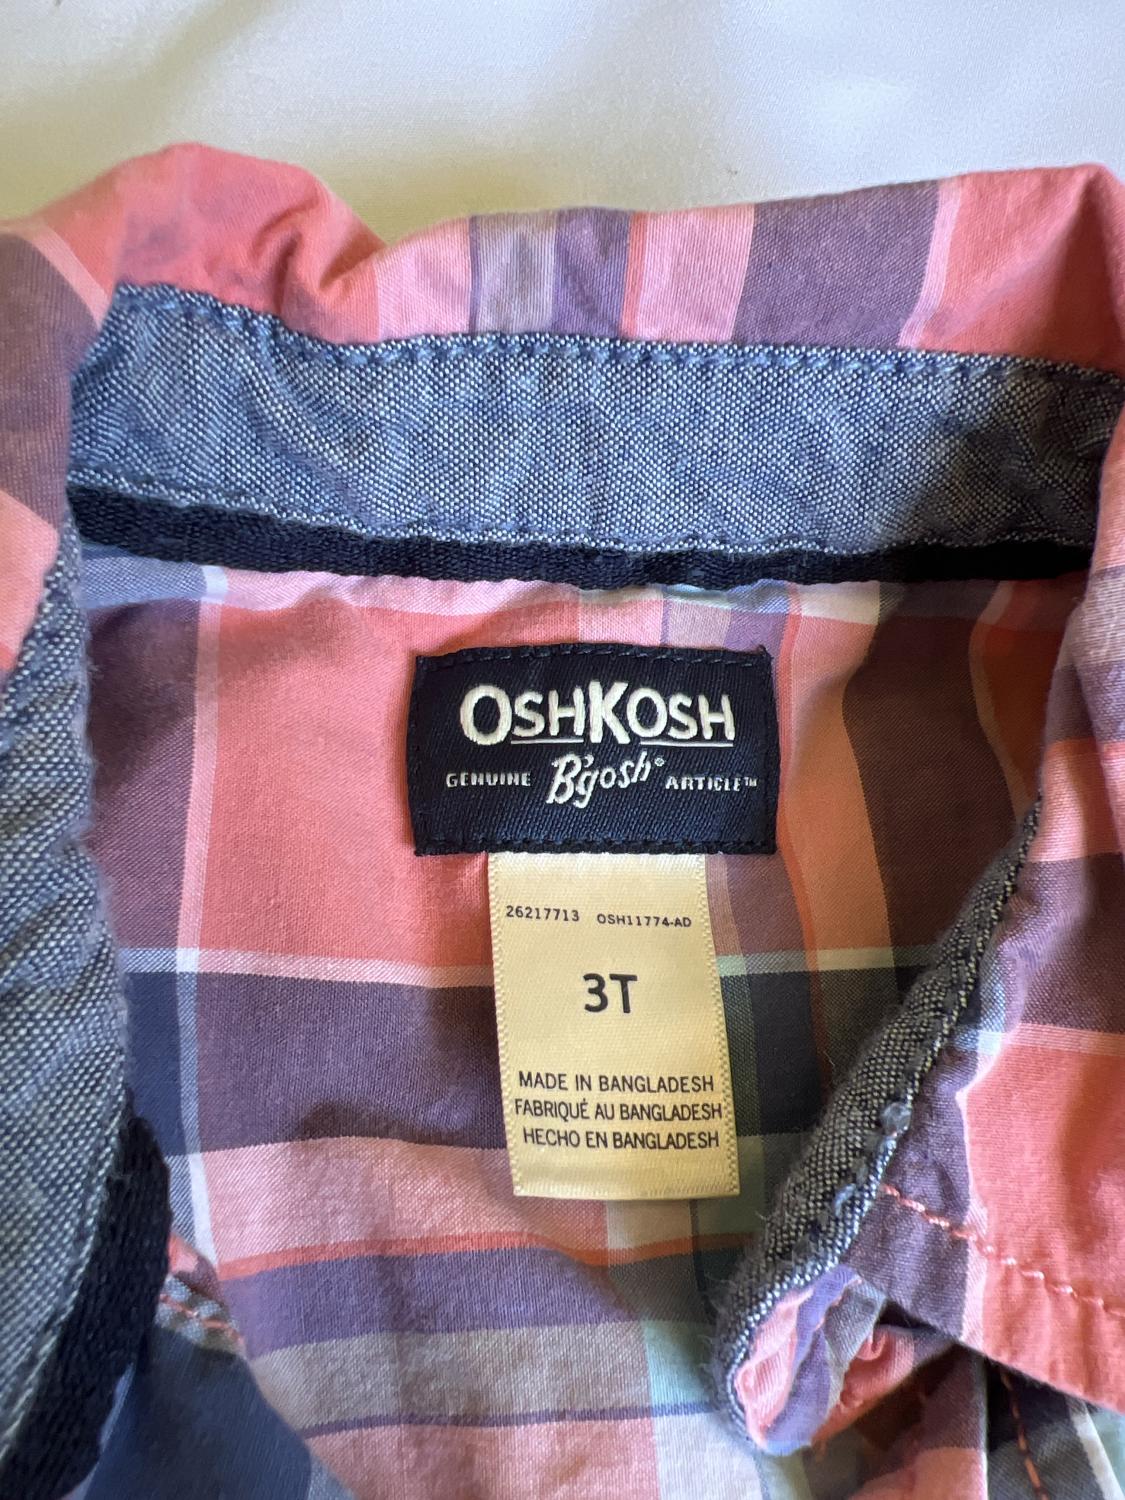 OSHKOSH
GENUINE B'gosh® ARTICLE™
26217713 OSH11774-AD
3T
MADE IN BANGLADESH
FABRIQUÉ AU BANGLADESH
HECHO EN BANGLADESH